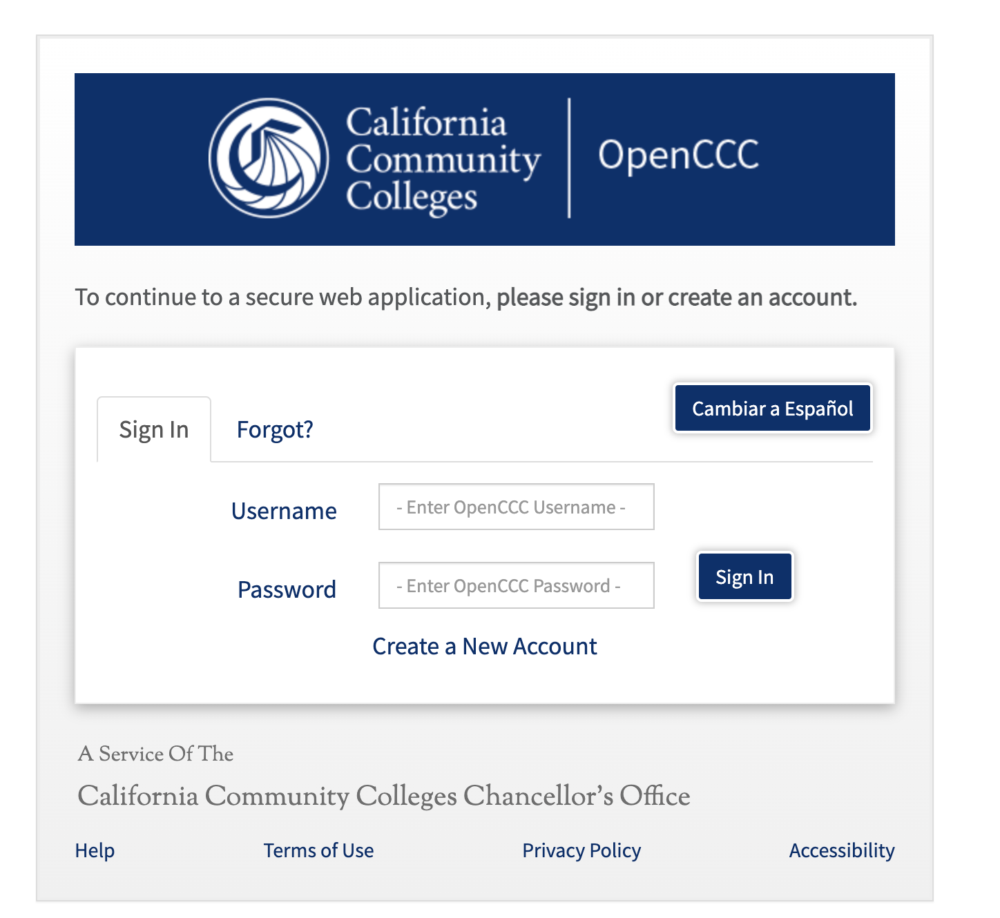 California
Community
Colleges
OpenCCC
To continue to a secure web application, please sign in or create an account.
Cambiar a Español
Sign In
Forgot?
Username
- Enter OpenCCC Username -
Password
- Enter OpenCCC Password -
Sign In
Create a New Account
A Service Of The
California Community Colleges Chancellor’s Office
Help
Terms of Use
Privacy Policy
Accessibility